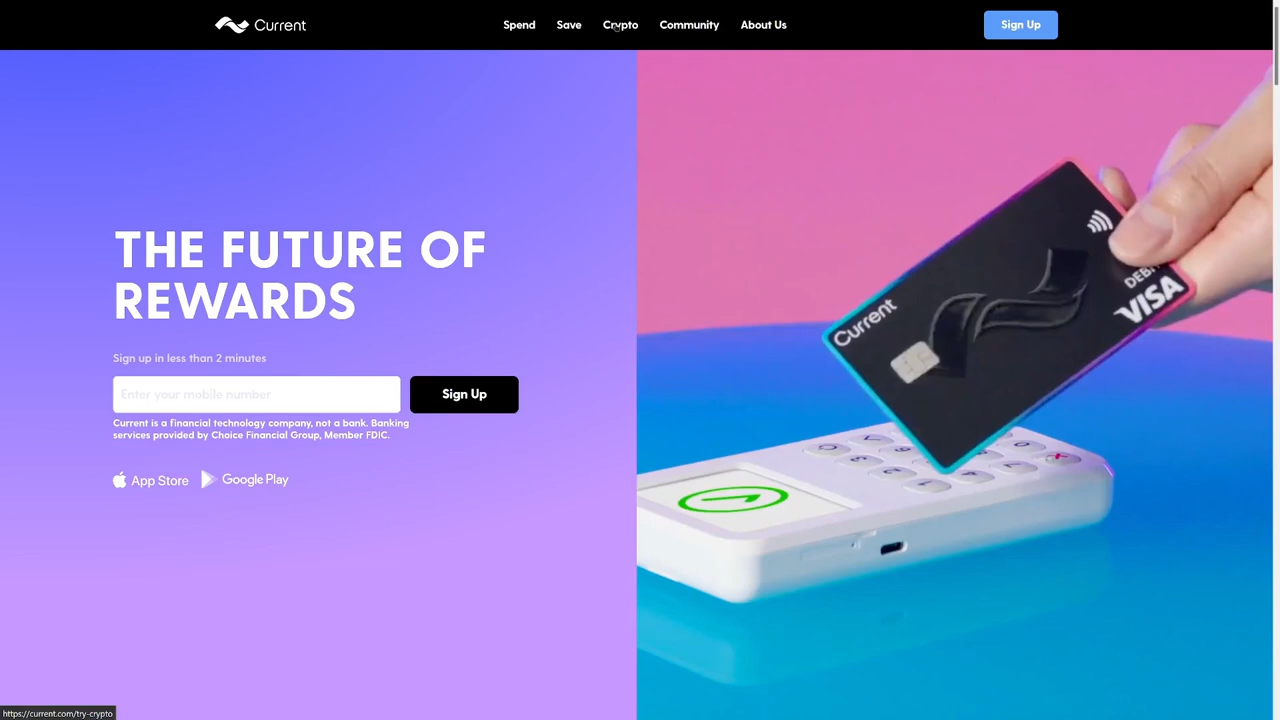 Current
Spend
Save
Crypto
Community
About Us
Sign Up
THE FUTURE OF
REWARDS
Sign up in less than 2 minutes
Enter your mobile number
Sign Up
Current is a financial technology company, not a bank. Banking
services provided by Choice Financial Group, Member FDIC.
App Store
Google Play
Current
DEBIT
VISA
https://current.com/try-crypto